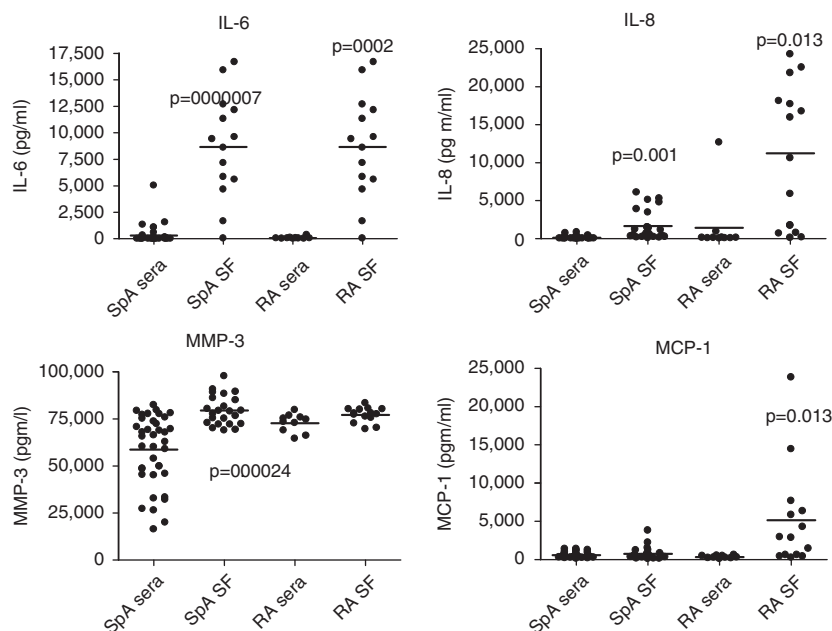 IL-6
17,500
15,000
12,500
10,000
7,500
5,000
2,500
0
IL-6 (pg/ml)
p=0000007
p=0002
SpA sera
SpA SF
RA sera
RA SF
IL-8
25,000
20,000
15,000
10,000
5,000
0
IL-8 (pg m/ml)
p=0.001
p=0.013
SpA sera
SpA SF
RA sera
RA SF
MMP-3
100,000
75,000
50,000
25,000
0
MMP-3 (pgm/l)
p=000024
SpA sera
SpA SF
RA sera
RA SF
MCP-1
25,000
20,000
15,000
10,000
5,000
0
MCP-1 (pgm/ml)
p=0.013
SpA sera
SpA SF
RA sera
RA SF